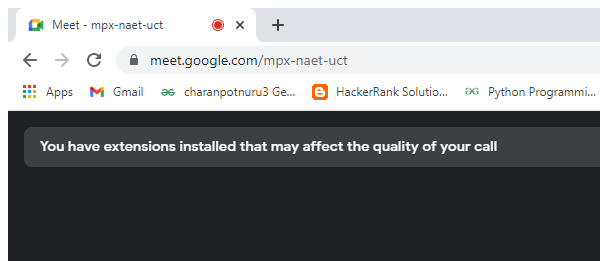 Meet - mpx-naet-uct
meet.google.com/mpx-naet-uct
Apps Gmail charanpotnuru3 Ge... HackerRank Solutio... Python Programmi...
You have extensions installed that may affect the quality of your call